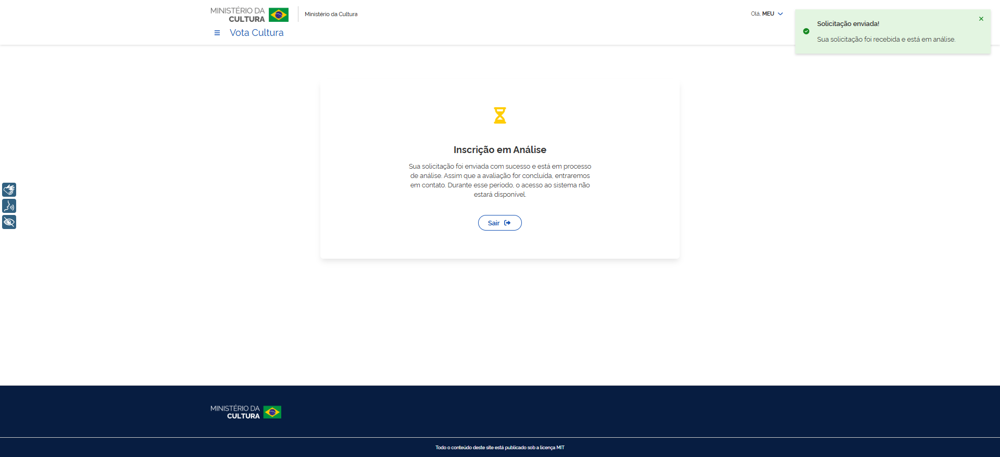 MINISTÉRIO DA
CULTURA
Ministério da Cultura
Olá, MEU
Vota Cultura
Solicitação enviada!
Sua solicitação foi recebida e está em análise.
Inscrição em Análise
Sua solicitação foi enviada com sucesso e está em processo
de análise. Assim que a avaliação for concluída, entraremos
em contato. Durante esse período, o acesso ao sistema não
estará disponível.
Sair
MINISTÉRIO DA
CULTURA
Todo o conteúdo deste site está publicado sob a licença MIT